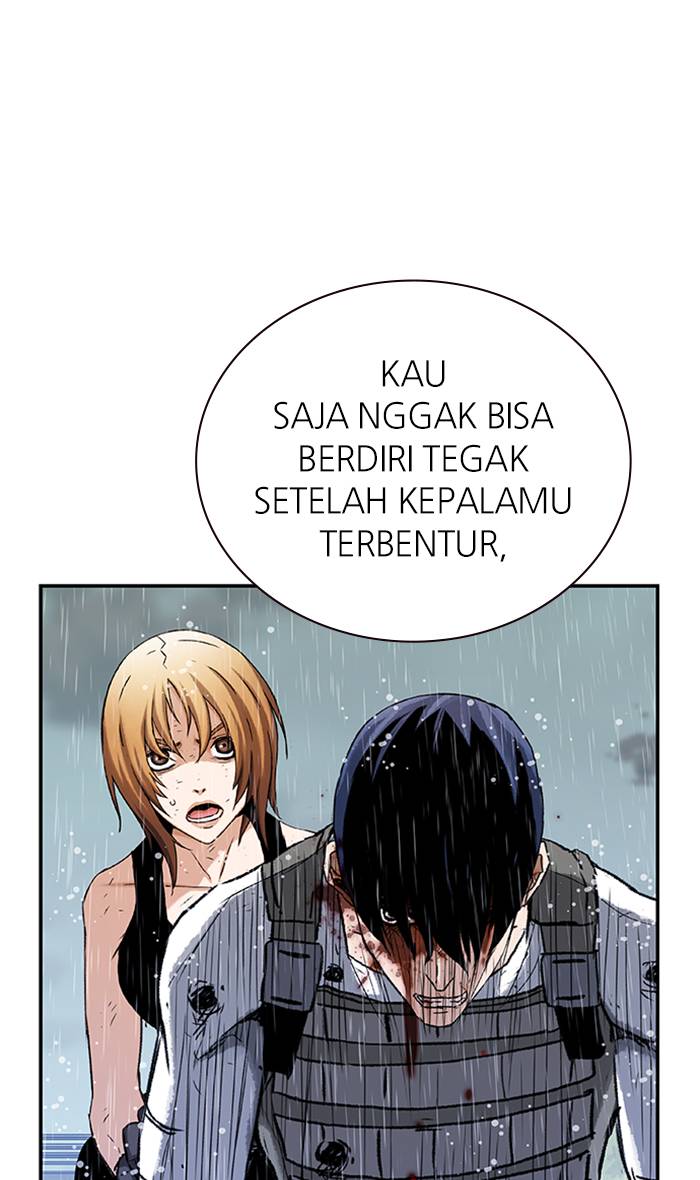 KAU
SAJA NGGAK BISA
BERDIRI TEGAK
SETELAH KEPALAMU
TERBENTUR,